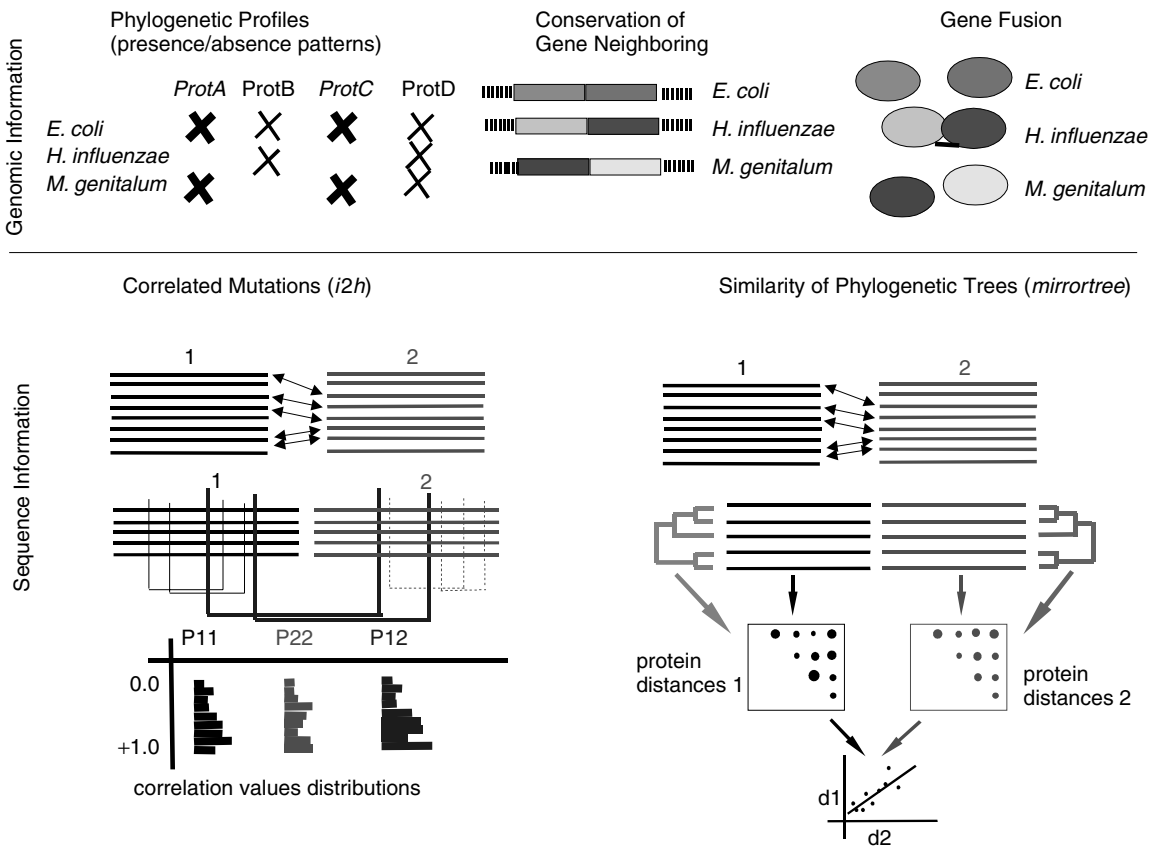 Genomic Information
Phylogenetic Profiles
(presence/absence patterns)
ProtA ProtB ProtC ProtD
E. coli
H. influenzae
M. genitalum
Conservation of
Gene Neighboring
E. coli
H. influenzae
M. genitalum
Gene Fusion
E. coli
H. influenzae
M. genitalum
Sequence Information
Correlated Mutations (i2h)
1 2
1 2
P11 P22 P12
0.0
+1.0
correlation values distributions
Similarity of Phylogenetic Trees (mirrortree)
1 2
protein
distances 1
protein
distances 2
d1
d2